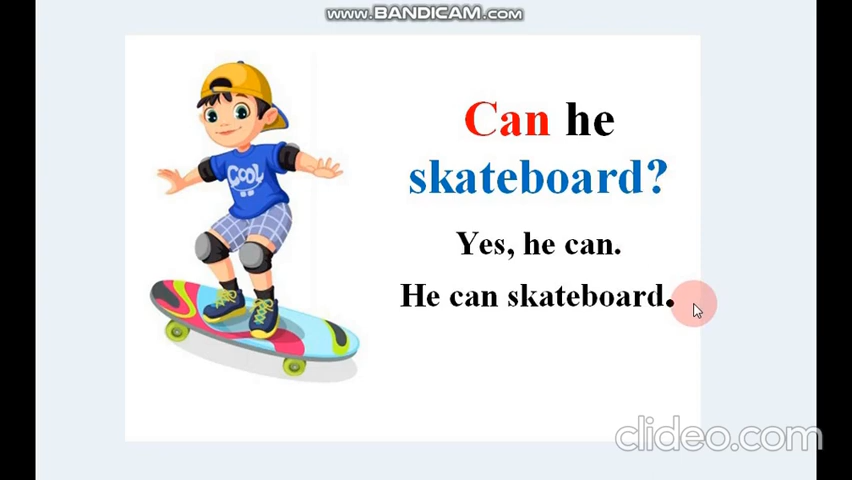 www.BANDICAM.com
Can he
skateboard?
Yes, he can.
He can skateboard.
COOL
clideo.com